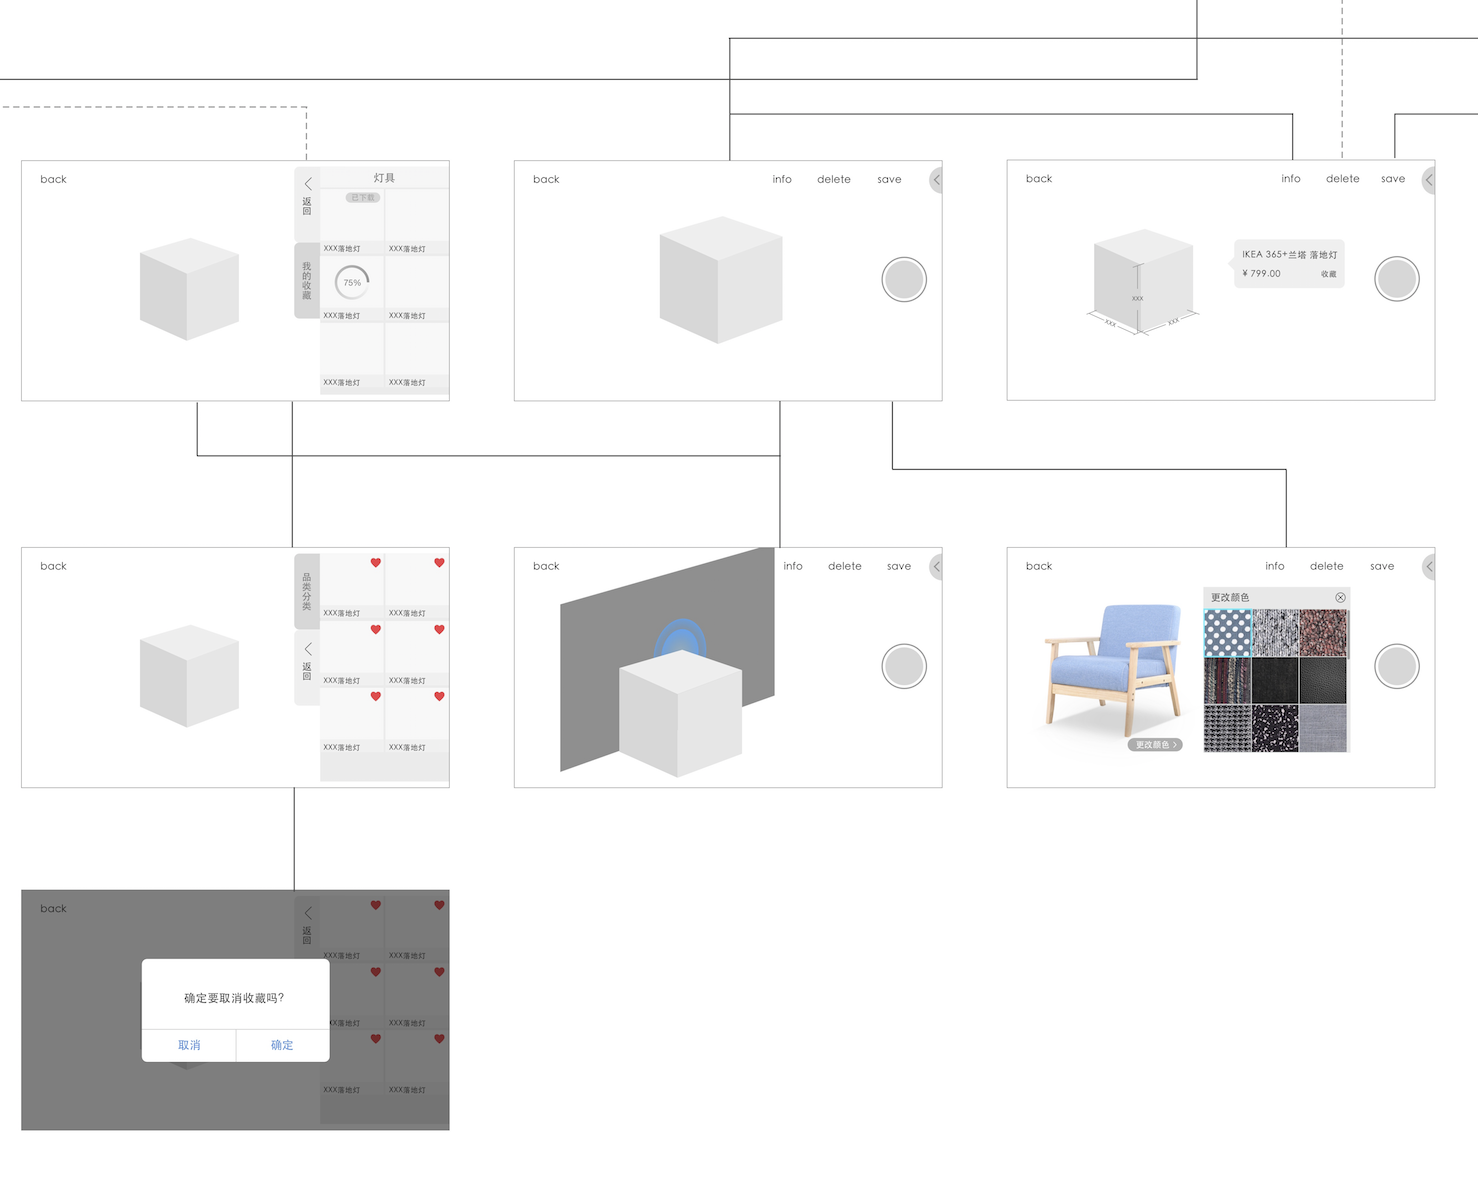 back
返回
我的收藏
灯具
已下载
XXX落地灯
XXX落地灯
75%
XXX落地灯
XXX落地灯
XXX落地灯
XXX落地灯
back
info
delete
save
back
info
delete
save
IKEA 365+兰塔 落地灯
¥ 799.00
收藏
XXX
XXX
XXX
back
品类分类
返回
XXX落地灯
XXX落地灯
XXX落地灯
XXX落地灯
XXX落地灯
XXX落地灯
back
info
delete
save
back
info
delete
save
更改颜色
更改颜色
back
返回
XXX落地灯
XXX落地灯
确定要取消收藏吗?
XX落地灯
XXX落地灯
取消
确定
XXX落地灯
XXX落地灯